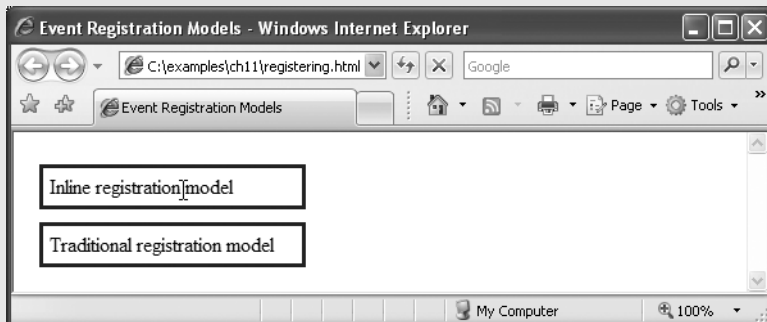 Event Registration Models - Windows Internet Explorer
C:\examples\ch11\registering.html
Google
Event Registration Models
Page
Tools
»
Inline registration model
Traditional registration model
My Computer
100%